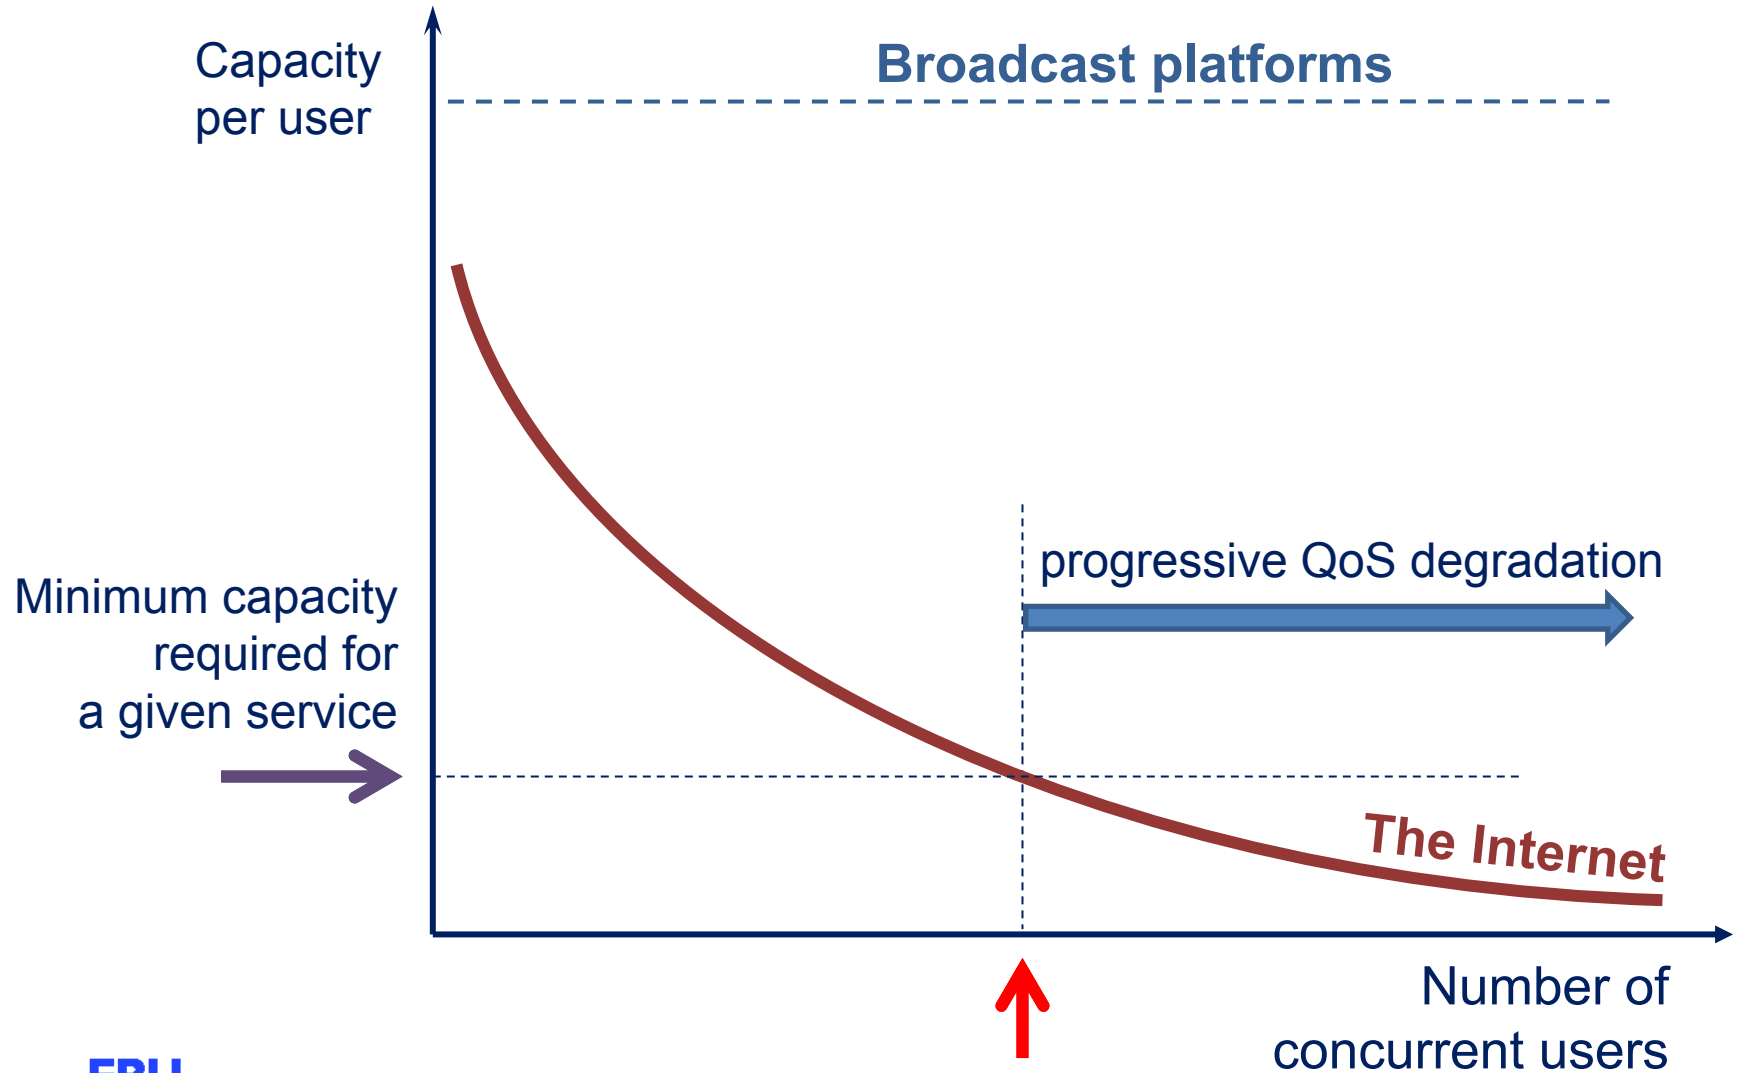 Capacity
per user
Broadcast platforms
progressive QoS degradation
Minimum capacity
required for
a given service
The Internet
Number of
concurrent users
EBU